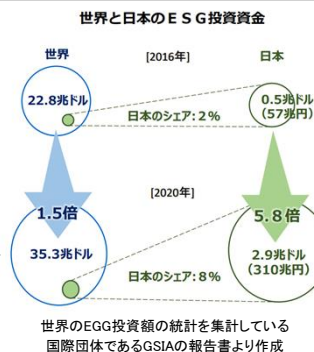 世界と日本のＥＳＧ投資資金
世界
[2016年]
日本
22.8兆ドル
0.5兆ドル
(57兆円)
日本のシェア:2%
1.5倍
[2020年]
5.8倍
35.3兆ドル
2.9兆ドル
(310兆円)
日本のシェア:8%
世界のEGG投資額の統計を集計している
国際団体であるGSIAの報告書より作成